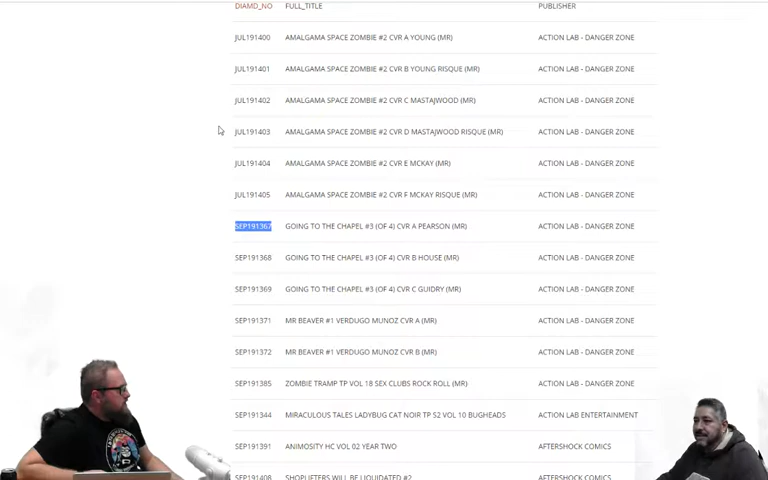 DIAMD_NO FULL_TITLE PUBLISHER
JUL191400 AMALGAMA SPACE ZOMBIE #2 CVR A YOUNG (MR) ACTION LAB - DANGER ZONE
JUL191401 AMALGAMA SPACE ZOMBIE #2 CVR B YOUNG RISQUE (MR) ACTION LAB - DANGER ZONE
JUL191402 AMALGAMA SPACE ZOMBIE #2 CVR C MASTAJWOOD (MR) ACTION LAB - DANGER ZONE
JUL191403 AMALGAMA SPACE ZOMBIE #2 CVR D MASTAJWOOD RISQUE (MR) ACTION LAB - DANGER ZONE
JUL191404 AMALGAMA SPACE ZOMBIE #2 CVR E MCKAY (MR) ACTION LAB - DANGER ZONE
JUL191405 AMALGAMA SPACE ZOMBIE #2 CVR F MCKAY RISQUE (MR) ACTION LAB - DANGER ZONE
SEP191367 GOING TO THE CHAPEL #3 (OF 4) CVR A PEARSON (MR) ACTION LAB - DANGER ZONE
SEP191368 GOING TO THE CHAPEL #3 (OF 4) CVR B HOUSE (MR) ACTION LAB - DANGER ZONE
SEP191369 GOING TO THE CHAPEL #3 (OF 4) CVR C GUIDRY (MR) ACTION LAB - DANGER ZONE
SEP191371 MR BEAVER #1 VERDUGO MUNOZ CVR A (MR) ACTION LAB - DANGER ZONE
SEP191372 MR BEAVER #1 VERDUGO MUNOZ CVR B (MR) ACTION LAB - DANGER ZONE
SEP191385 ZOMBIE TRAMP TP VOL 18 SEX CLUBS ROCK ROLL (MR) ACTION LAB - DANGER ZONE
SEP191344 MIRACULOUS TALES LADYBUG CAT NOIR TP S2 VOL 10 BUGHEADS ACTION LAB ENTERTAINMENT
SEP191391 ANIMOSITY HC VOL 02 YEAR TWO AFTERSHOCK COMICS
SEP191408 SHOPLIFTERS WILL BE LIQUIDATED #2 AFTERSHOCK COMICS